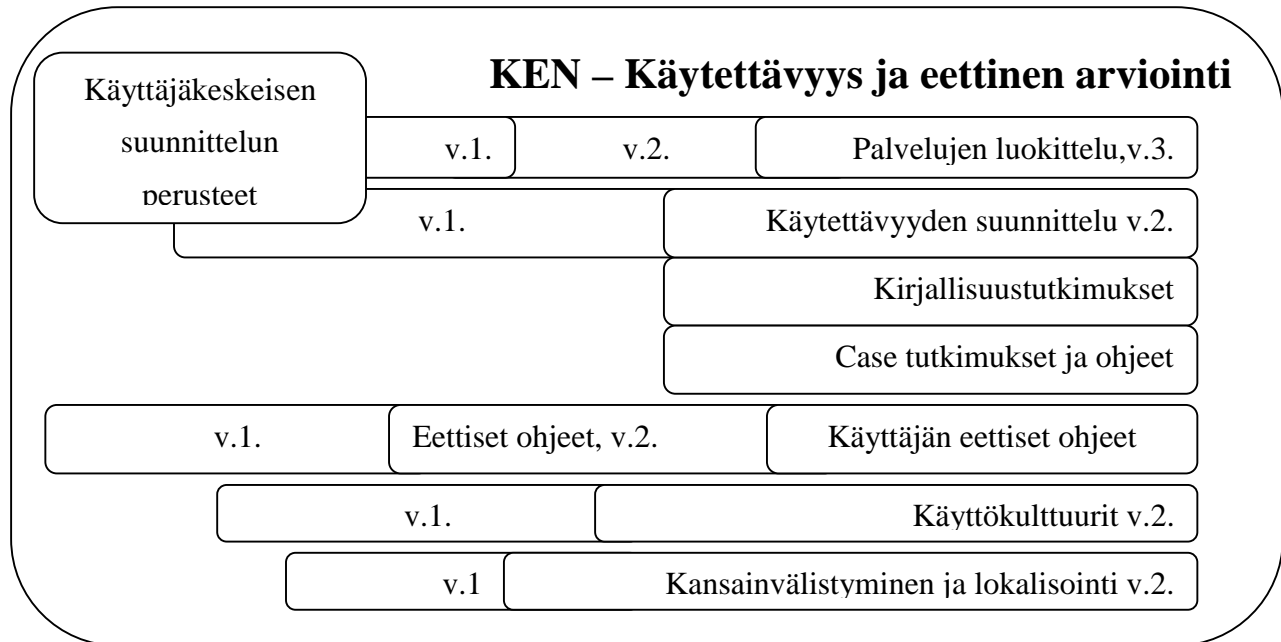 KEN – Käytettävyys ja eettinen arviointi
Käyttäjäkeskeisen
suunnittelun
perusteet
v.1. v.2. Palvelujen luokittelu,v.3.
v.1. Käytettävyyden suunnittelu v.2.
Kirjallisuustutkimukset
Case tutkimukset ja ohjeet
v.1. Eettiset ohjeet, v.2. Käyttäjän eettiset ohjeet
v.1. Käyttökulttuurit v.2.
v.1 Kansainvälistyminen ja lokalisointi v.2.